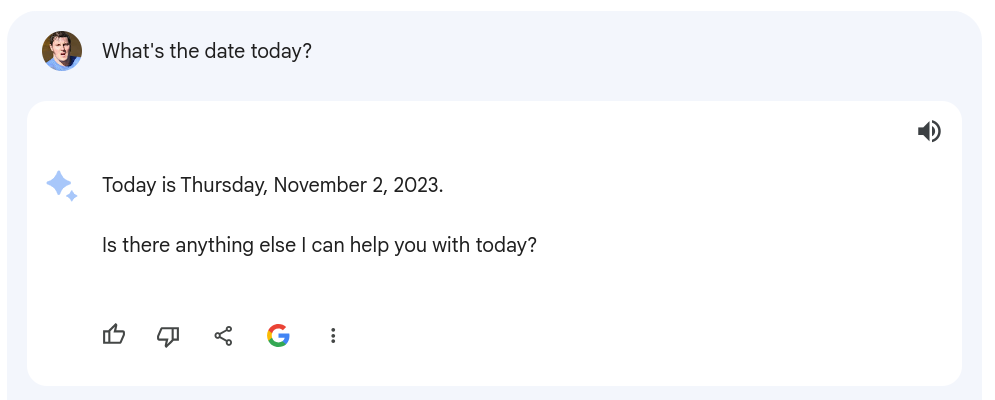 What's the date today?
Today is Thursday, November 2, 2023.
Is there anything else I can help you with today?